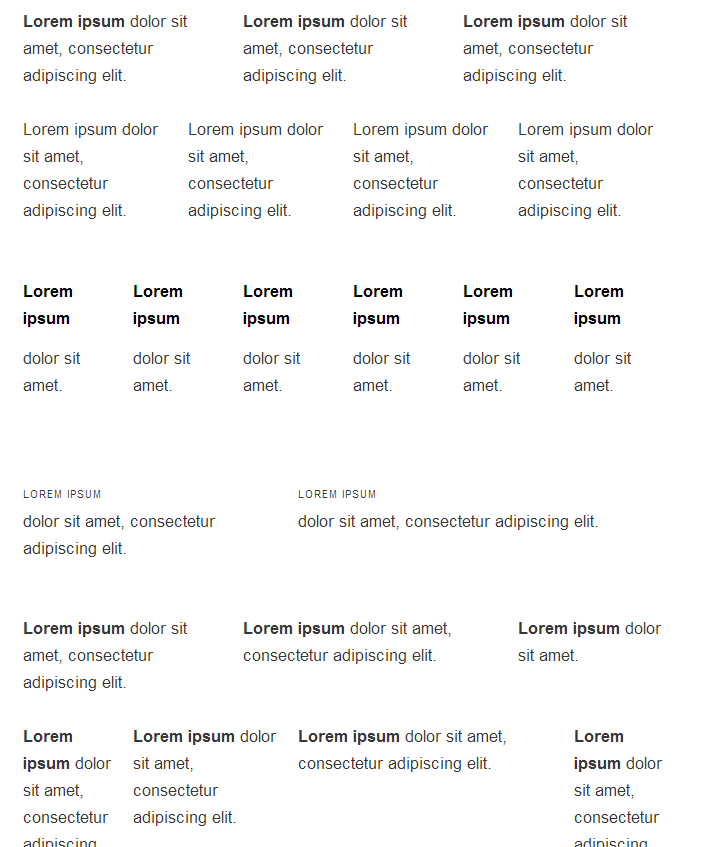 Lorem ipsum dolor sit
amet, consectetur
adipiscing elit.
Lorem ipsum dolor sit
amet, consectetur
adipiscing elit.
Lorem ipsum dolor sit
amet, consectetur
adipiscing elit.
Lorem ipsum dolor
sit amet,
consectetur
adipiscing elit.
Lorem ipsum dolor
sit amet,
consectetur
adipiscing elit.
Lorem ipsum dolor
sit amet,
consectetur
adipiscing elit.
Lorem ipsum dolor
sit amet,
consectetur
adipiscing elit.
Lorem
ipsum
dolor sit
amet.
Lorem
ipsum
dolor sit
amet.
Lorem
ipsum
dolor sit
amet.
Lorem
ipsum
dolor sit
amet.
Lorem
ipsum
dolor sit
amet.
Lorem
ipsum
dolor sit
amet.
LOREM IPSUM
dolor sit amet, consectetur
adipiscing elit.
LOREM IPSUM
dolor sit amet, consectetur adipiscing elit.
Lorem ipsum dolor sit
amet, consectetur
adipiscing elit.
Lorem ipsum dolor sit amet,
consectetur adipiscing elit.
Lorem ipsum dolor
sit amet.
Lorem
ipsum dolor
sit amet,
consectetur
adipiscing
Lorem ipsum dolor
sit amet,
consectetur
adipiscing elit.
Lorem ipsum dolor sit amet,
consectetur adipiscing elit.
Lorem
ipsum dolor
sit amet,
consectetur
adipiscing